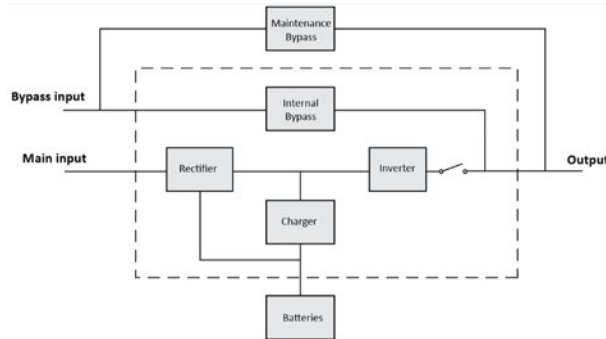 Maintenance
Bypass
Bypass input
Internal
Bypass
Main input
Rectifier
Inverter
Output
Charger
Batteries